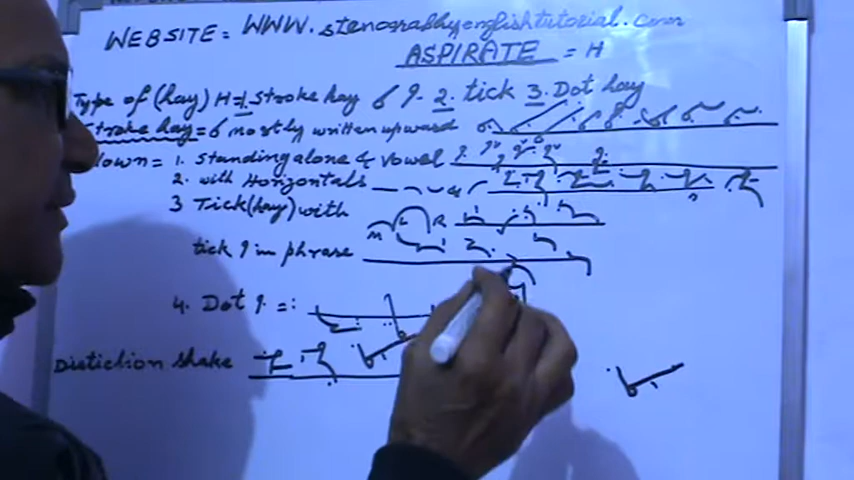 WEBSITE = WWW.stenographyenglishtutorial.com
ASPIRATE = H
Type of (hay) H=1. Stroke hay 2. tick 3. Dot hay
Stroke hay = mostly written upward
Down = 1. Standing alone & vowel
2. with Horizontals
3 Tick (hay) with
M L R
tick in phrase
4. Dot =:
Distiction shake